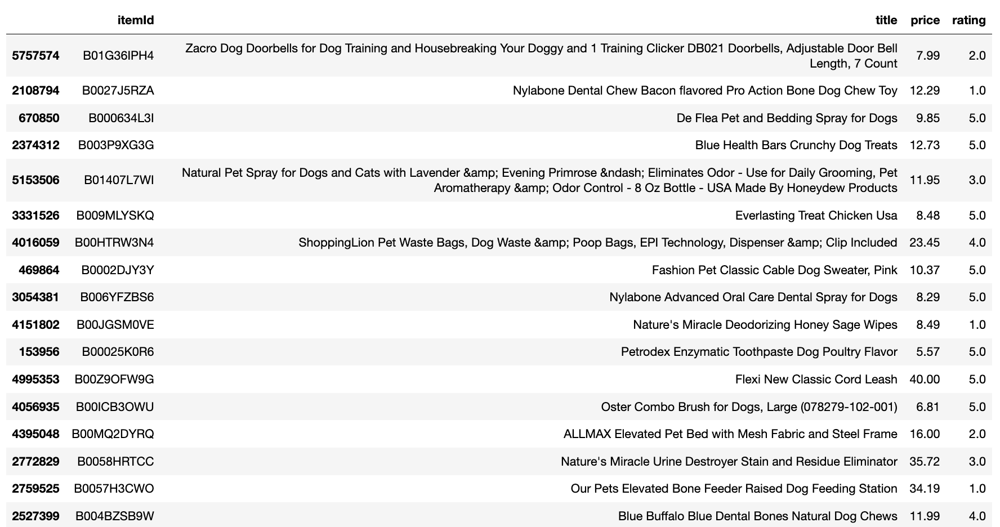 itemId title price rating
5757574 B01G36IPH4 Zacro Dog Doorbells for Dog Training and Housebreaking Your Doggy and 1 Training Clicker DB021 Doorbells, Adjustable Door Bell
Length, 7 Count 7.99 2.0
2108794 B0027J5RZA Nylabone Dental Chew Bacon flavored Pro Action Bone Dog Chew Toy 12.29 1.0
670850 B000634L3I De Flea Pet and Bedding Spray for Dogs 9.85 5.0
2374312 B003P9XG3G Blue Health Bars Crunchy Dog Treats 12.73 5.0
5153506 B01407L7WI Natural Pet Spray for Dogs and Cats with Lavender &amp; Evening Primrose &ndash; Eliminates Odor - Use for Daily Grooming, Pet
Aromatherapy &amp; Odor Control - 8 Oz Bottle - USA Made By Honeydew Products 11.95 3.0
3331526 B009MLYSKQ Everlasting Treat Chicken Usa 8.48 5.0
4016059 B00HTRW3N4 ShoppingLion Pet Waste Bags, Dog Waste &amp; Poop Bags, EPI Technology, Dispenser &amp; Clip Included 23.45 4.0
469864 B0002DJY3Y Fashion Pet Classic Cable Dog Sweater, Pink 10.37 5.0
3054381 B006YFZBS6 Nylabone Advanced Oral Care Dental Spray for Dogs 8.29 5.0
4151802 B00JGSM0VE Nature's Miracle Deodorizing Honey Sage Wipes 8.49 1.0
153956 B00025K0R6 Petrodex Enzymatic Toothpaste Dog Poultry Flavor 5.57 5.0
4995353 B00Z9OFW9G Flexi New Classic Cord Leash 40.00 5.0
4056935 B00ICB3OWU Oster Combo Brush for Dogs, Large (078279-102-001) 6.81 5.0
4395048 B00MQ2DYRQ ALLMAX Elevated Pet Bed with Mesh Fabric and Steel Frame 16.00 2.0
2772829 B0058HRTCC Nature's Miracle Urine Destroyer Stain and Residue Eliminator 35.72 3.0
2759525 B0057H3CWO Our Pets Elevated Bone Feeder Raised Dog Feeding Station 34.19 1.0
2527399 B004BZSB9W Blue Buffalo Blue Dental Bones Natural Dog Chews 11.99 4.0